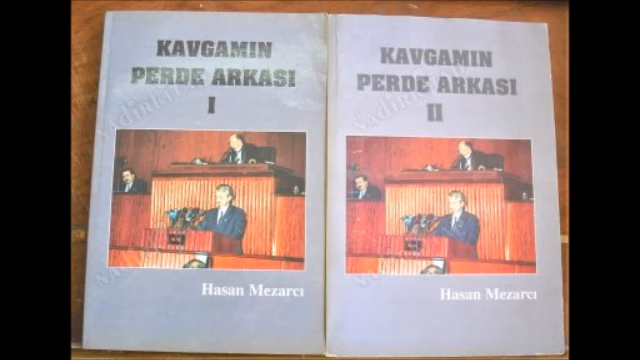 KAVGAMIN
PERDE ARKASI
I
Hasan Mezarcı
KAVGAMIN
PERDE ARKASI
II
Hasan Mezarcı